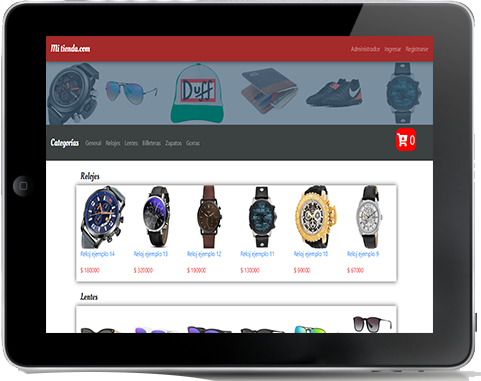 Mi tienda.com
Administrador Ingresar Registrarse
Duff
Categorías General Relojes Lentes Billeteras Zapatos Gorras
0
Relojes
Reloj ejemplo 14 Reloj ejemplo 13 Reloj ejemplo 12 Reloj ejemplo 11 Reloj ejemplo 10 Reloj ejemplo 9
$ 180000 $ 320000 $ 190000 $ 130000 $ 90000 $ 67000
Lentes